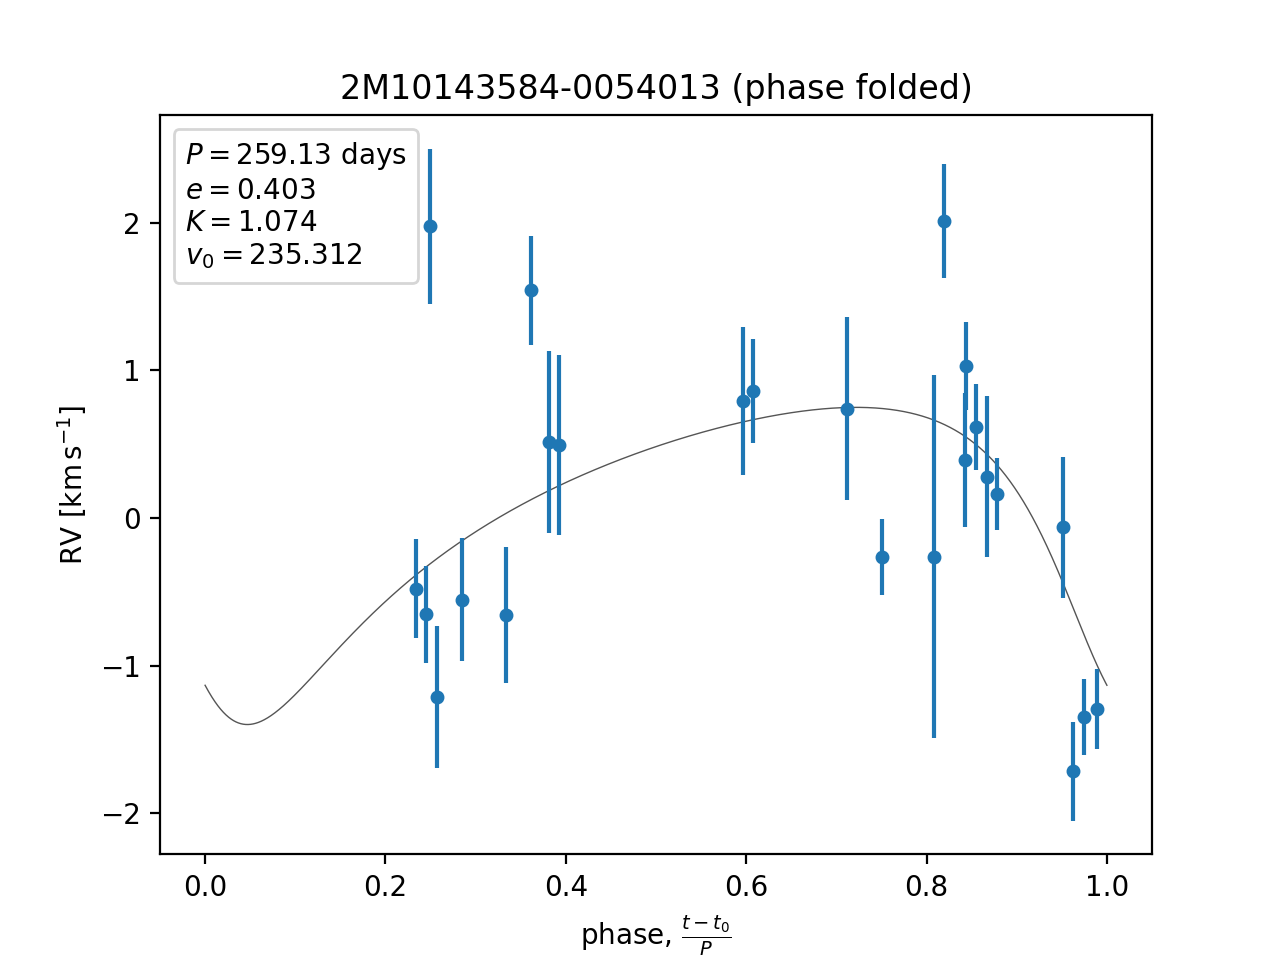 2M10143584-0054013 (phase folded)
P = 259.13 days
e = 0.403
K = 1.074
v₀ = 235.312
2
1
0
−1
−2
RV [km s⁻¹]
0.0 0.2 0.4 0.6 0.8 1.0
phase, (t − t₀)/P